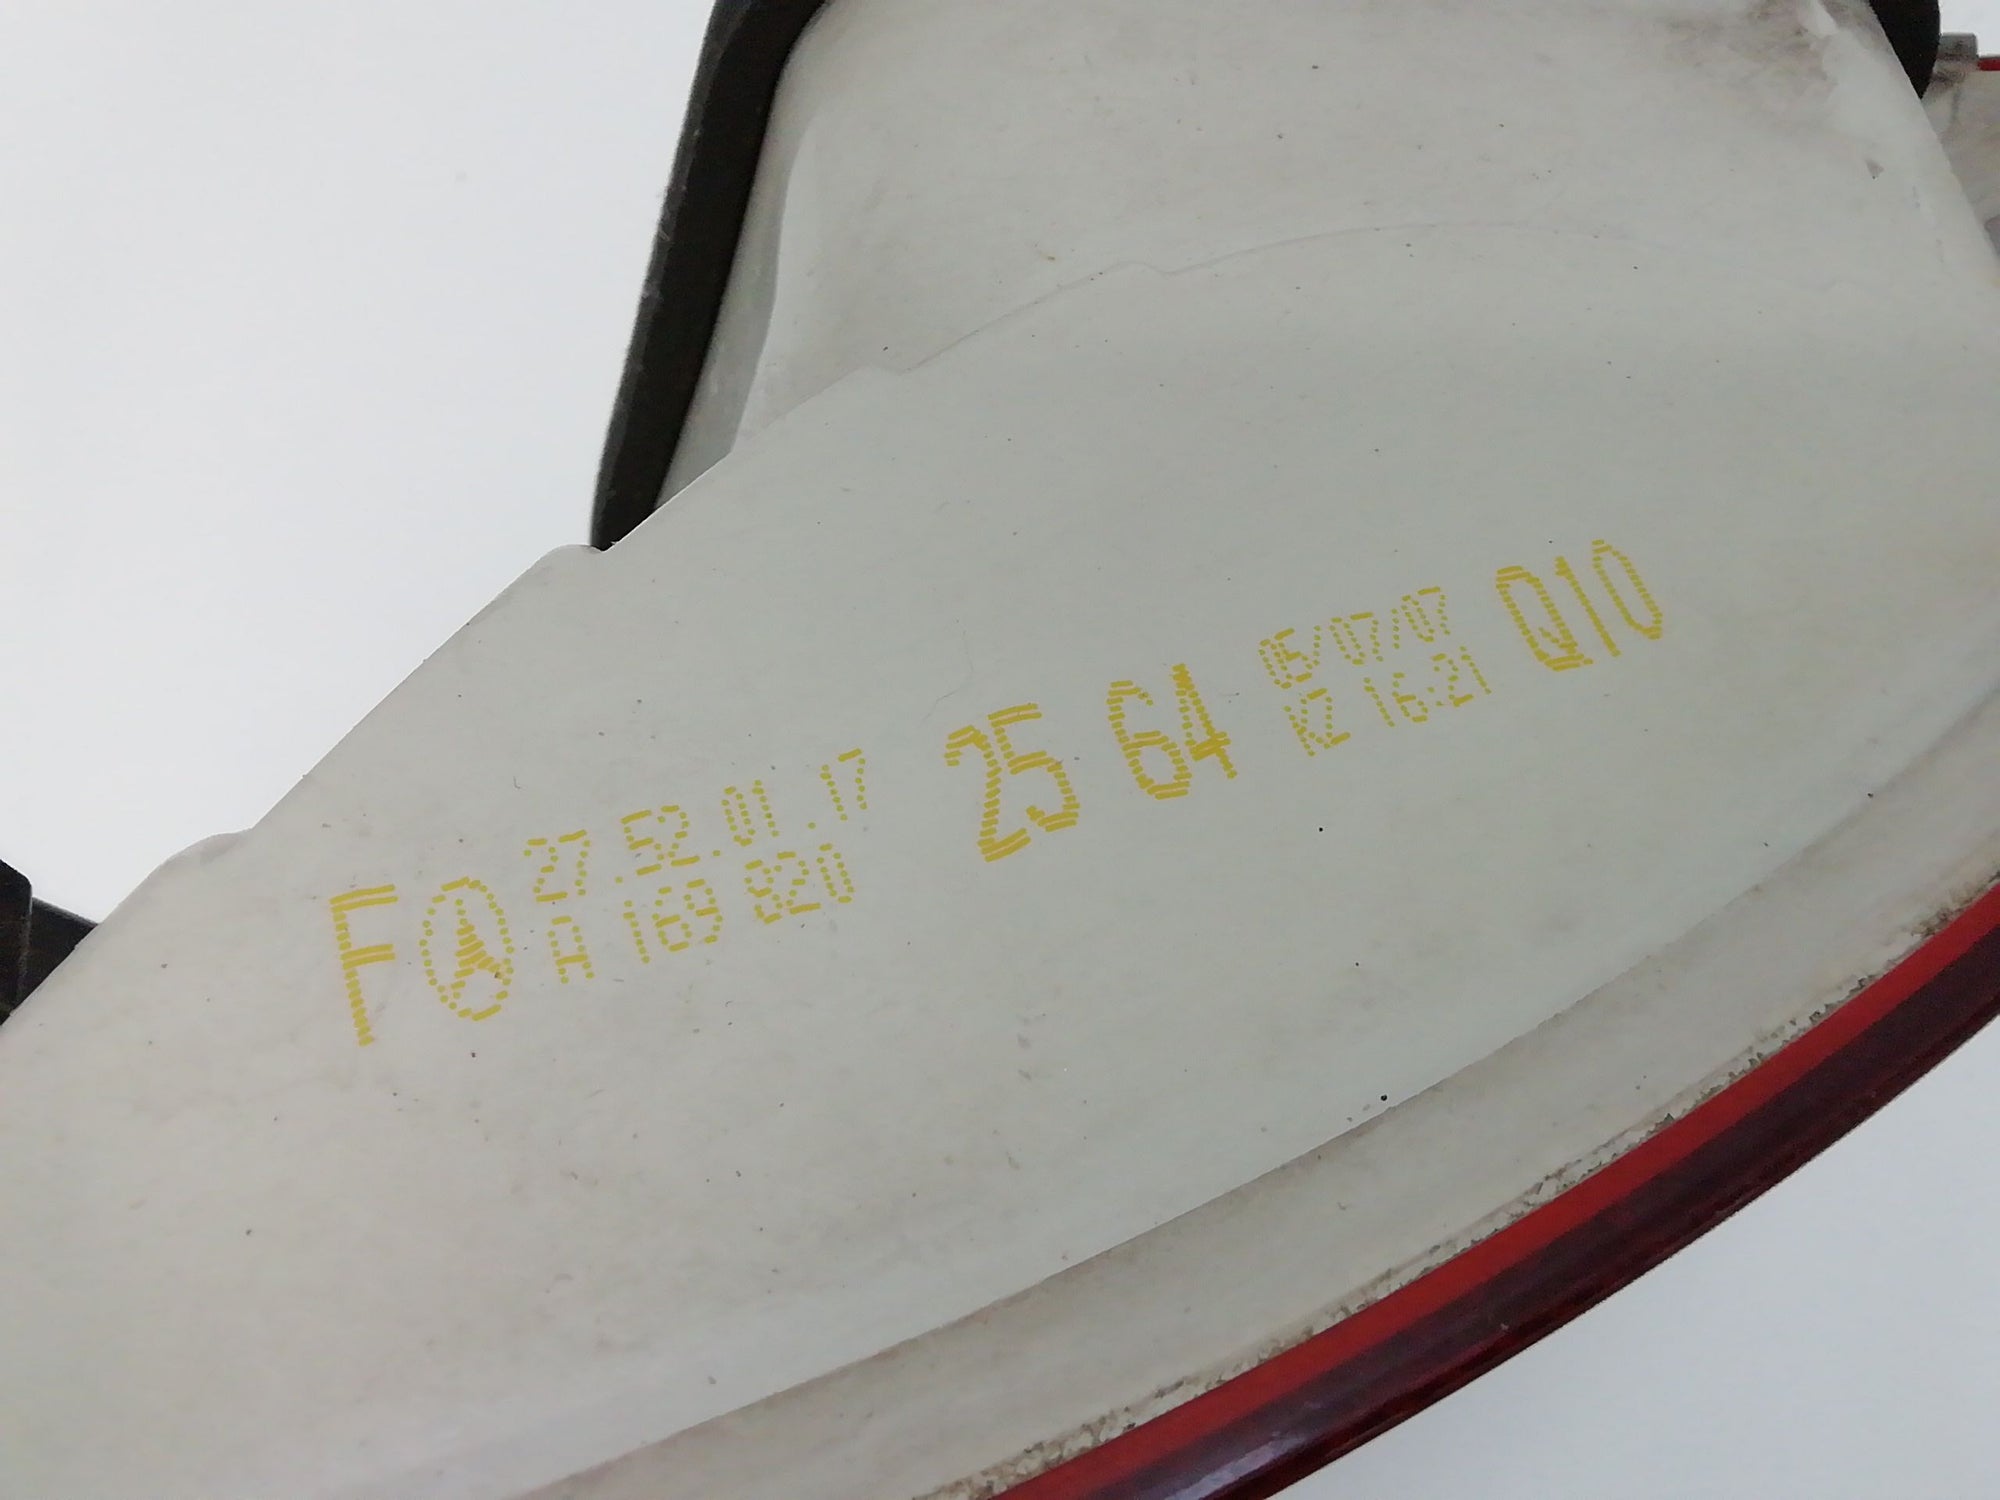 F 27.52.01.17 25 64 05/07/07 Q10
A 169 820 K2 16:21